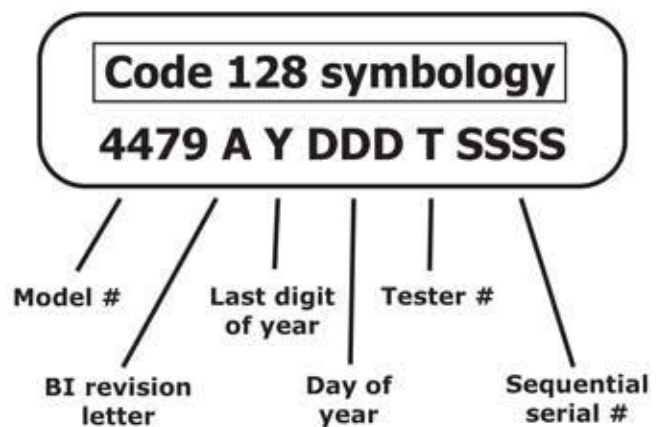 Code 128 symbology
4479 A Y DDD T SSSS
Model #
Last digit
of year
Tester #
BI revision
letter
Day of
year
Sequential
serial #